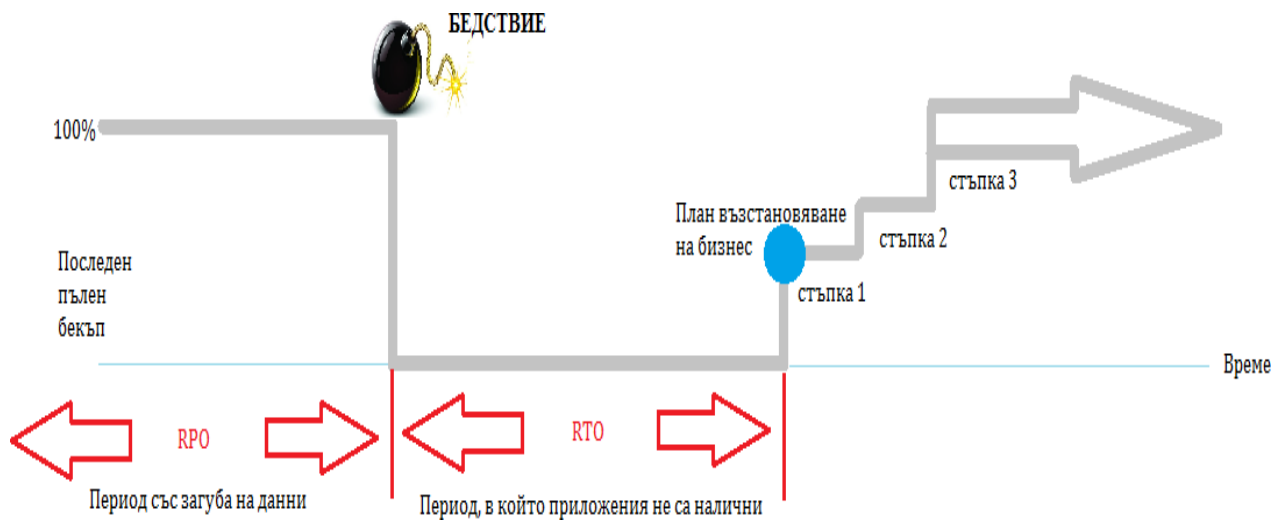 БЕДСТВИЕ
100%
План възстановяване
на бизнес
стъпка 3
стъпка 2
стъпка 1
Последен
пълен
бекъп
Време
RPO
RTO
Период със загуба на данни
Период, в който приложения не са налични